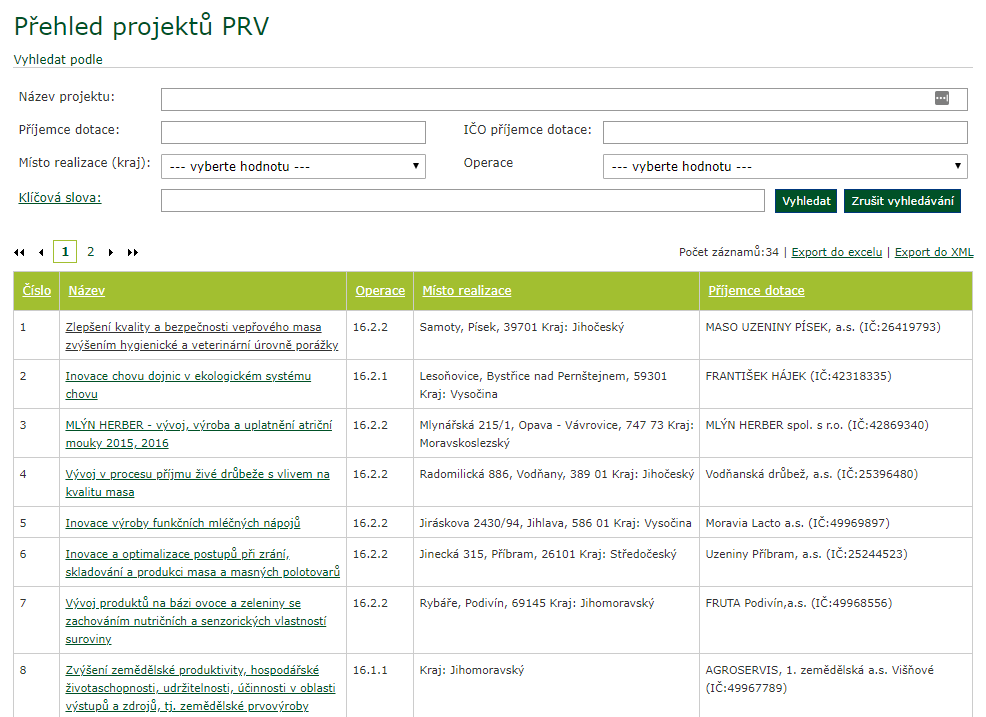 Přehled projektů PRV
Vyhledat podle
Název projektu:
Příjemce dotace:
IČO příjemce dotace:
Místo realizace (kraj):
--- vyberte hodnotu ---
Operace
--- vyberte hodnotu ---
Klíčová slova:
Vyhledat
Zrušit vyhledávání
1 2
Počet záznamů:34 | Export do excelu | Export do XML
Číslo Název Operace Místo realizace Příjemce dotace
1
Zlepšení kvality a bezpečnosti vepřového masa
zvýšením hygienické a veterinární úrovně porážky
16.2.2
Samoty, Písek, 39701 Kraj: Jihočeský
MASO UZENINY PÍSEK, a.s. (IČ:26419793)
2
Inovace chovu dojnic v ekologickém systému
chovu
16.2.1
Lesoňovice, Bystřice nad Pernštejnem, 59301
Kraj: Vysočina
FRANTIŠEK HÁJEK (IČ:42318335)
3
MLÝN HERBER - vývoj, výroba a uplatnění atriční
mouky 2015, 2016
16.2.2
Mlynářská 215/1, Opava - Vávrovice, 747 73 Kraj:
Moravskoslezský
MLÝN HERBER spol. s r.o. (IČ:42869340)
4
Vývoj v procesu příjmu živé drůbeže s vlivem na
kvalitu masa
16.2.2
Radomilická 886, Vodňany, 389 01 Kraj: Jihočeský
Vodňanská drůbež, a.s. (IČ:25396480)
5
Inovace výroby funkčních mléčných nápojů
16.2.2
Jiráskova 2430/94, Jihlava, 586 01 Kraj: Vysočina
Moravia Lacto a.s. (IČ:49969897)
6
Inovace a optimalizace postupů při zrání,
skladování a produkci masa a masných polotovarů
16.2.2
Jinecká 315, Příbram, 26101 Kraj: Středočeský
Uzeniny Příbram, a.s. (IČ:25244523)
7
Vývoj produktů na bázi ovoce a zeleniny se
zachováním nutričních a senzorických vlastností
suroviny
16.2.2
Rybáře, Podivín, 69145 Kraj: Jihomoravský
FRUTA Podivín,a.s. (IČ:49968556)
8
Zvýšení zemědělské produktivity, hospodářské
životaschopnosti, udržitelnosti, účinnosti v oblasti
výstupů a zdrojů, tj. zemědělské prvovýroby
16.1.1
Kraj: Jihomoravský
AGROSERVIS, 1. zemědělská a.s. Višňové
(IČ:49967789)